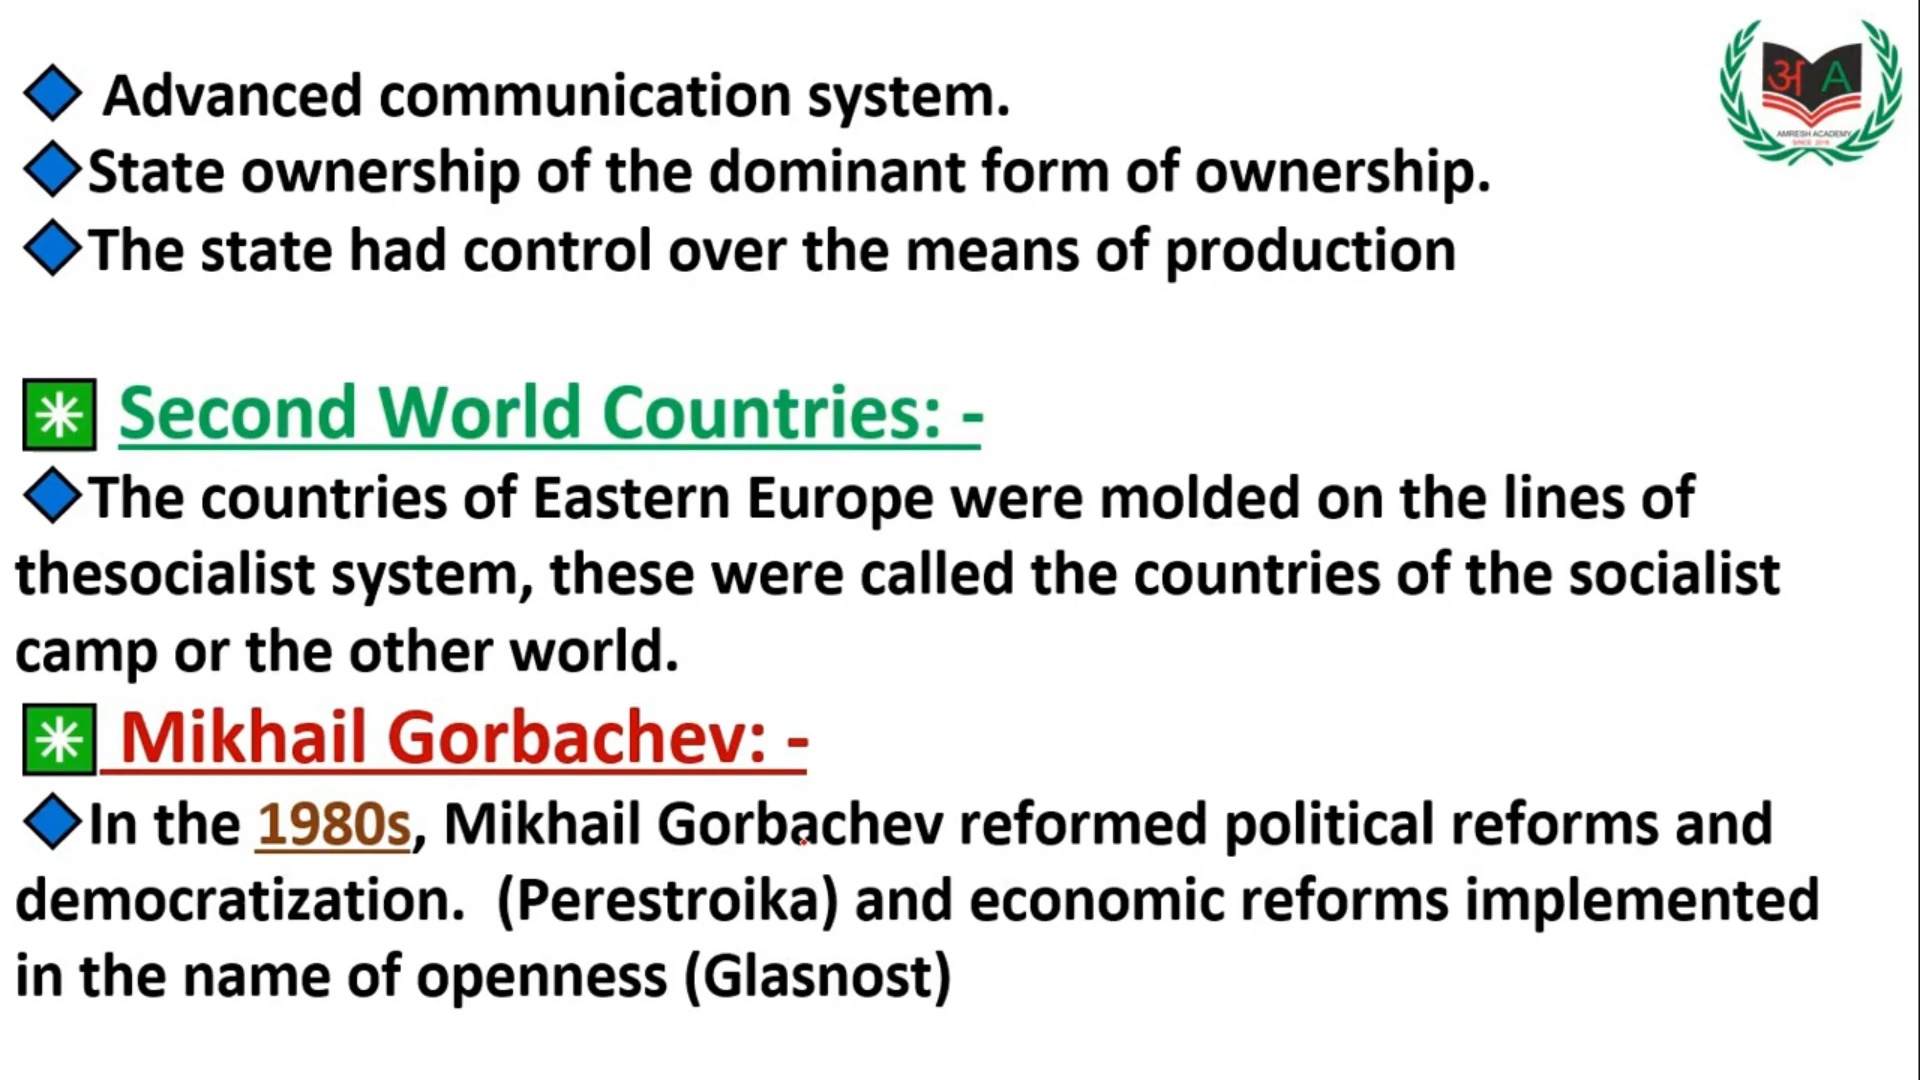 Advanced communication system.
State ownership of the dominant form of ownership.
The state had control over the means of production
Second World Countries: -
The countries of Eastern Europe were molded on the lines of
thesocialist system, these were called the countries of the socialist
camp or the other world.
Mikhail Gorbachev: -
In the 1980s, Mikhail Gorbachev reformed political reforms and
democratization.  (Perestroika) and economic reforms implemented
in the name of openness (Glasnost)
अ A
AMRESH ACADEMY